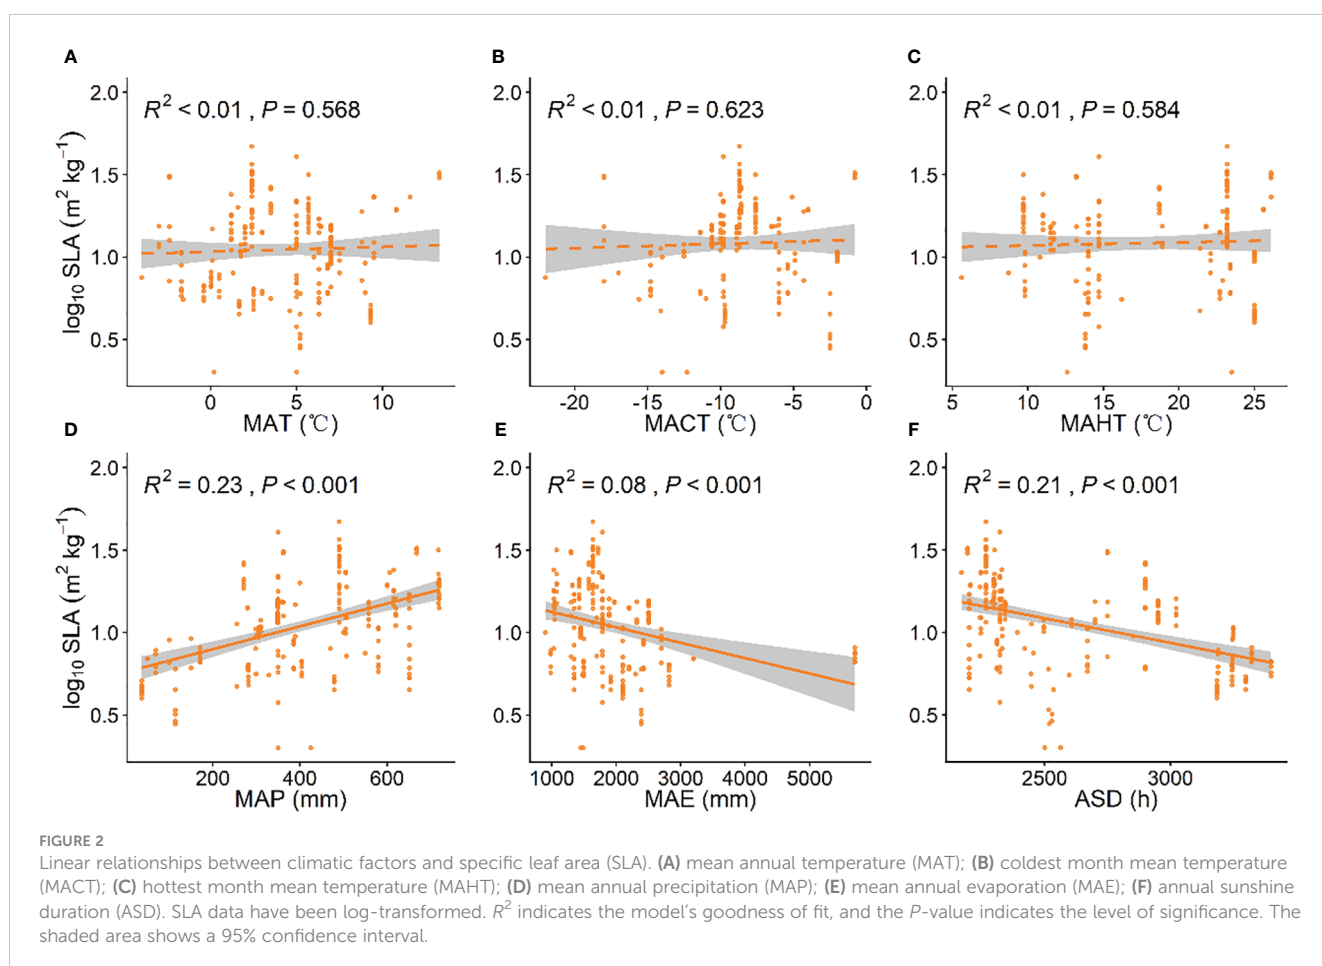 A
B
C
2.0
1.5
1.0
0.5
log₁₀ SLA (m² kg⁻¹)
R² < 0.01 , P = 0.568
0
5
10
MAT (℃)
2.0
1.5
1.0
0.5
R² < 0.01 , P = 0.623
-20
-15
-10
-5
0
MACT (℃)
2.0
1.5
1.0
0.5
R² < 0.01 , P = 0.584
5
10
15
20
25
MAHT (℃)
D
E
F
2.0
1.5
1.0
0.5
log₁₀ SLA (m² kg⁻¹)
R² = 0.23 , P < 0.001
200
400
600
MAP (mm)
2.0
1.5
1.0
0.5
R² = 0.08 , P < 0.001
1000
2000
3000
4000
5000
MAE (mm)
2.0
1.5
1.0
0.5
R² = 0.21 , P < 0.001
2500
3000
ASD (h)
FIGURE 2
Linear relationships between climatic factors and specific leaf area (SLA). (A) mean annual temperature (MAT); (B) coldest month mean temperature
(MACT); (C) hottest month mean temperature (MAHT); (D) mean annual precipitation (MAP); (E) mean annual evaporation (MAE); (F) annual sunshine
duration (ASD). SLA data have been log-transformed. R² indicates the model's goodness of fit, and the P-value indicates the level of significance. The
shaded area shows a 95% confidence interval.